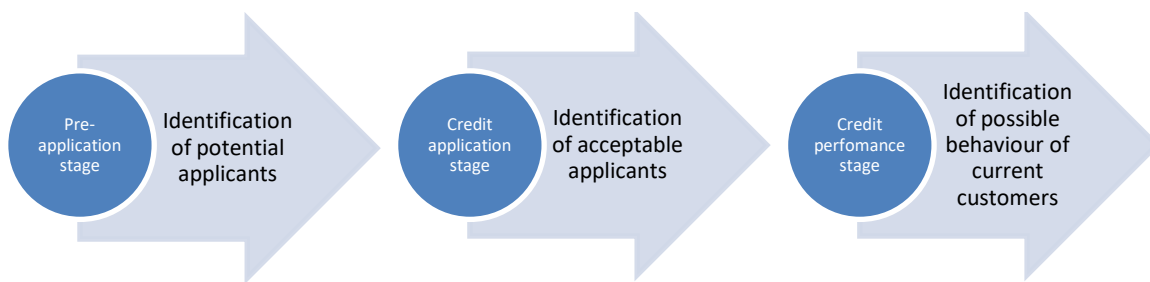 Pre-
application
stage
Identification
of potential
applicants
Credit
application
stage
Identification
of acceptable
applicants
Credit
perfomance
stage
Identification
of possible
behaviour of
current
customers